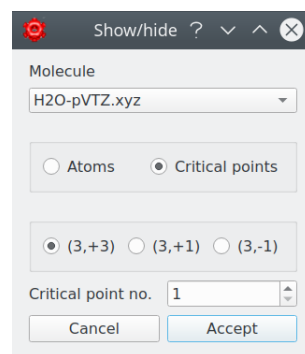 Show/hide
Molecule
H2O-pVTZ.xyz
Atoms Critical points
(3,+3) (3,+1) (3,-1)
Critical point no. 1
Cancel Accept